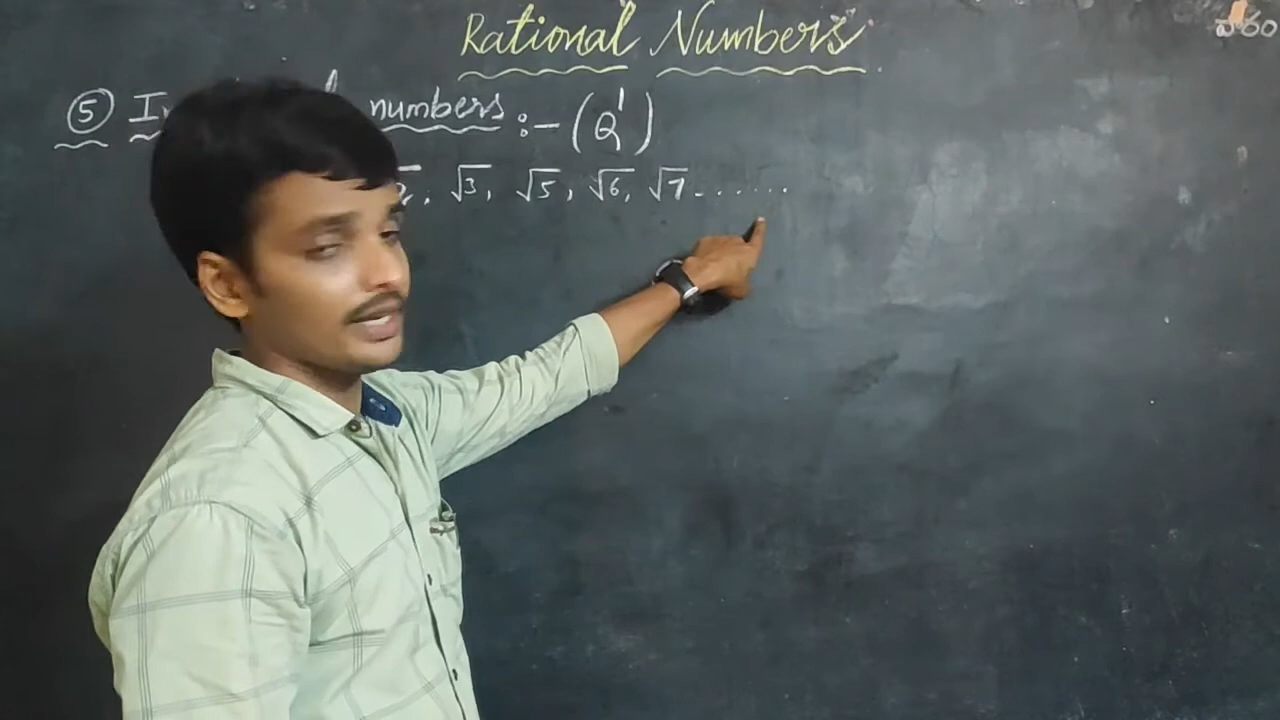 Rational Numbers
వారం
⑤ numbers :- (Q')
√3, √5, √6, √7.......